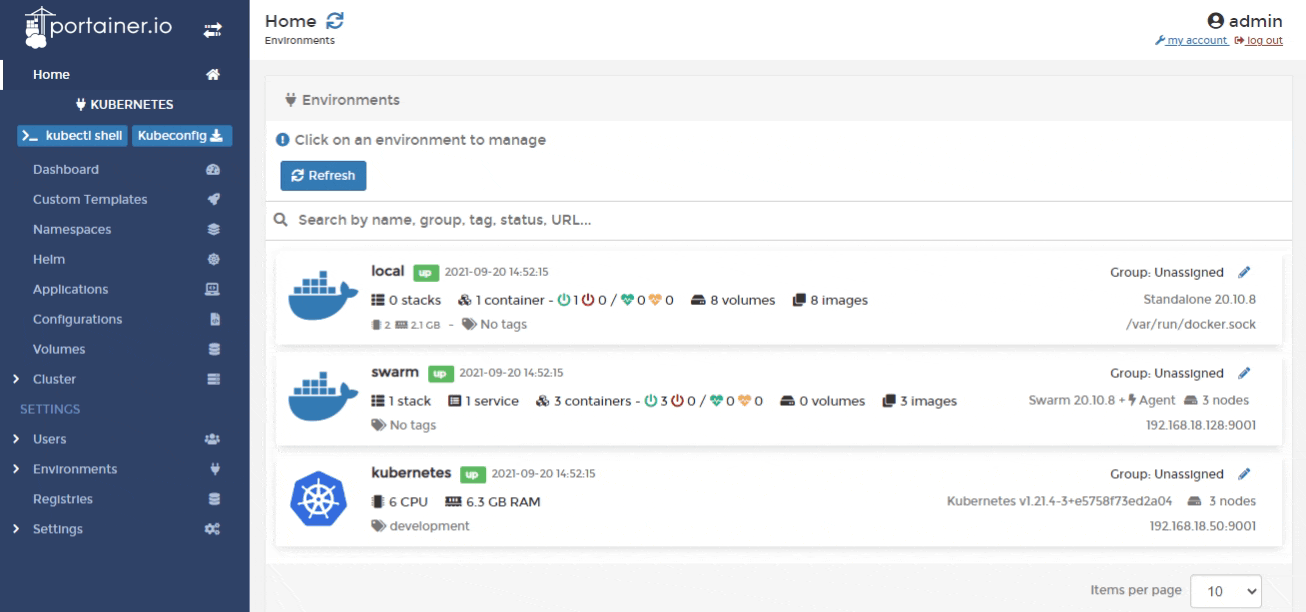 portainer.io
Home
KUBERNETES
kubectl shell
Kubeconfig
Dashboard
Custom Templates
Namespaces
Helm
Applications
Configurations
Volumes
Cluster
SETTINGS
Users
Environments
Registries
Settings
Home
Environments
admin
my account log out
Environments
Click on an environment to manage
Refresh
Search by name, group, tag, status, URL...
local up 2021-09-20 14:52:15
Group: Unassigned
0 stacks 1 container - 1 0 / 0 0 8 volumes 8 images
Standalone 20.10.8
2 2.1 GB - No tags
/var/run/docker.sock
swarm up 2021-09-20 14:52:15
Group: Unassigned
1 stack 1 service 3 containers - 3 0 / 0 0 0 volumes 3 images
Swarm 20.10.8 + Agent 3 nodes
No tags
192.168.18.128:9001
kubernetes up 2021-09-20 14:52:15
Group: Unassigned
6 CPU 6.3 GB RAM
Kubernetes v1.21.4-3+e5758f73ed2a04 3 nodes
development
192.168.18.50:9001
Items per page 10